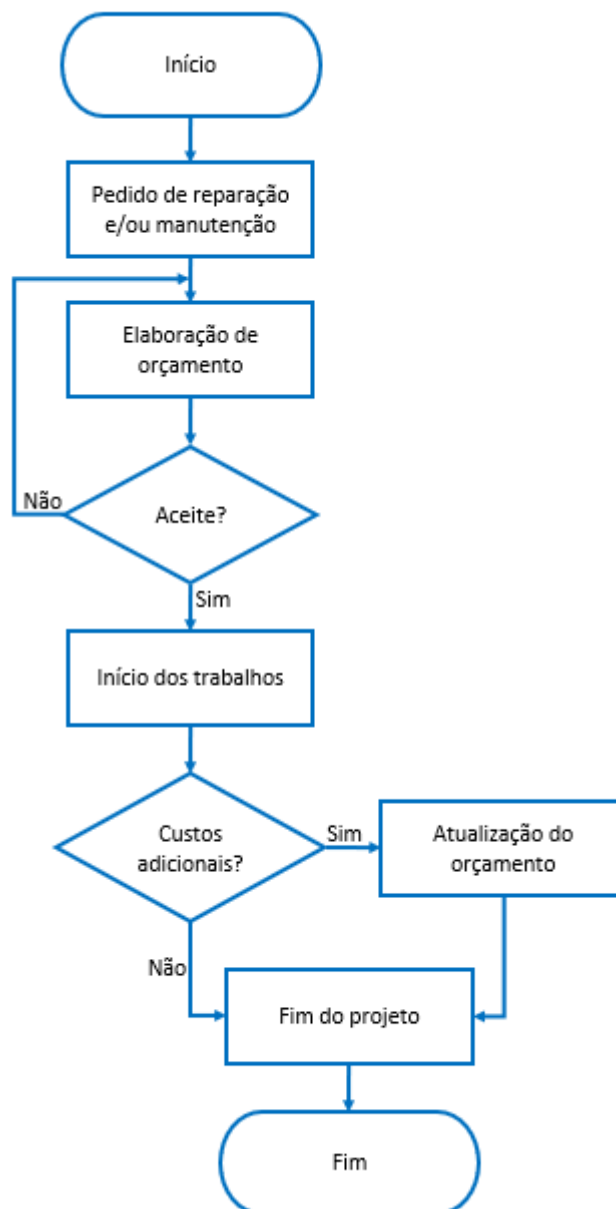 Início
Pedido de reparação
e/ou manutenção
Elaboração de
orçamento
Não
Aceite?
Sim
Início dos trabalhos
Custos
adicionais?
Sim
Atualização do
orçamento
Não
Fim do projeto
Fim